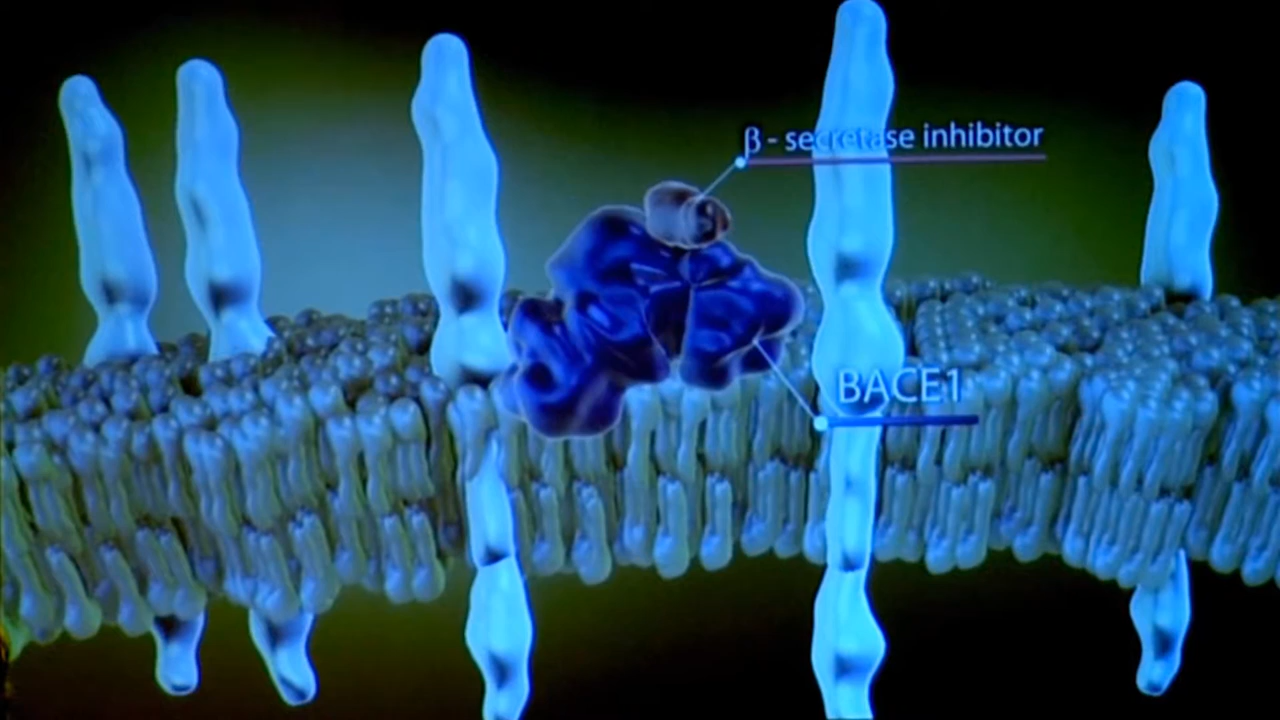 β - secretase inhibitor
BACE1